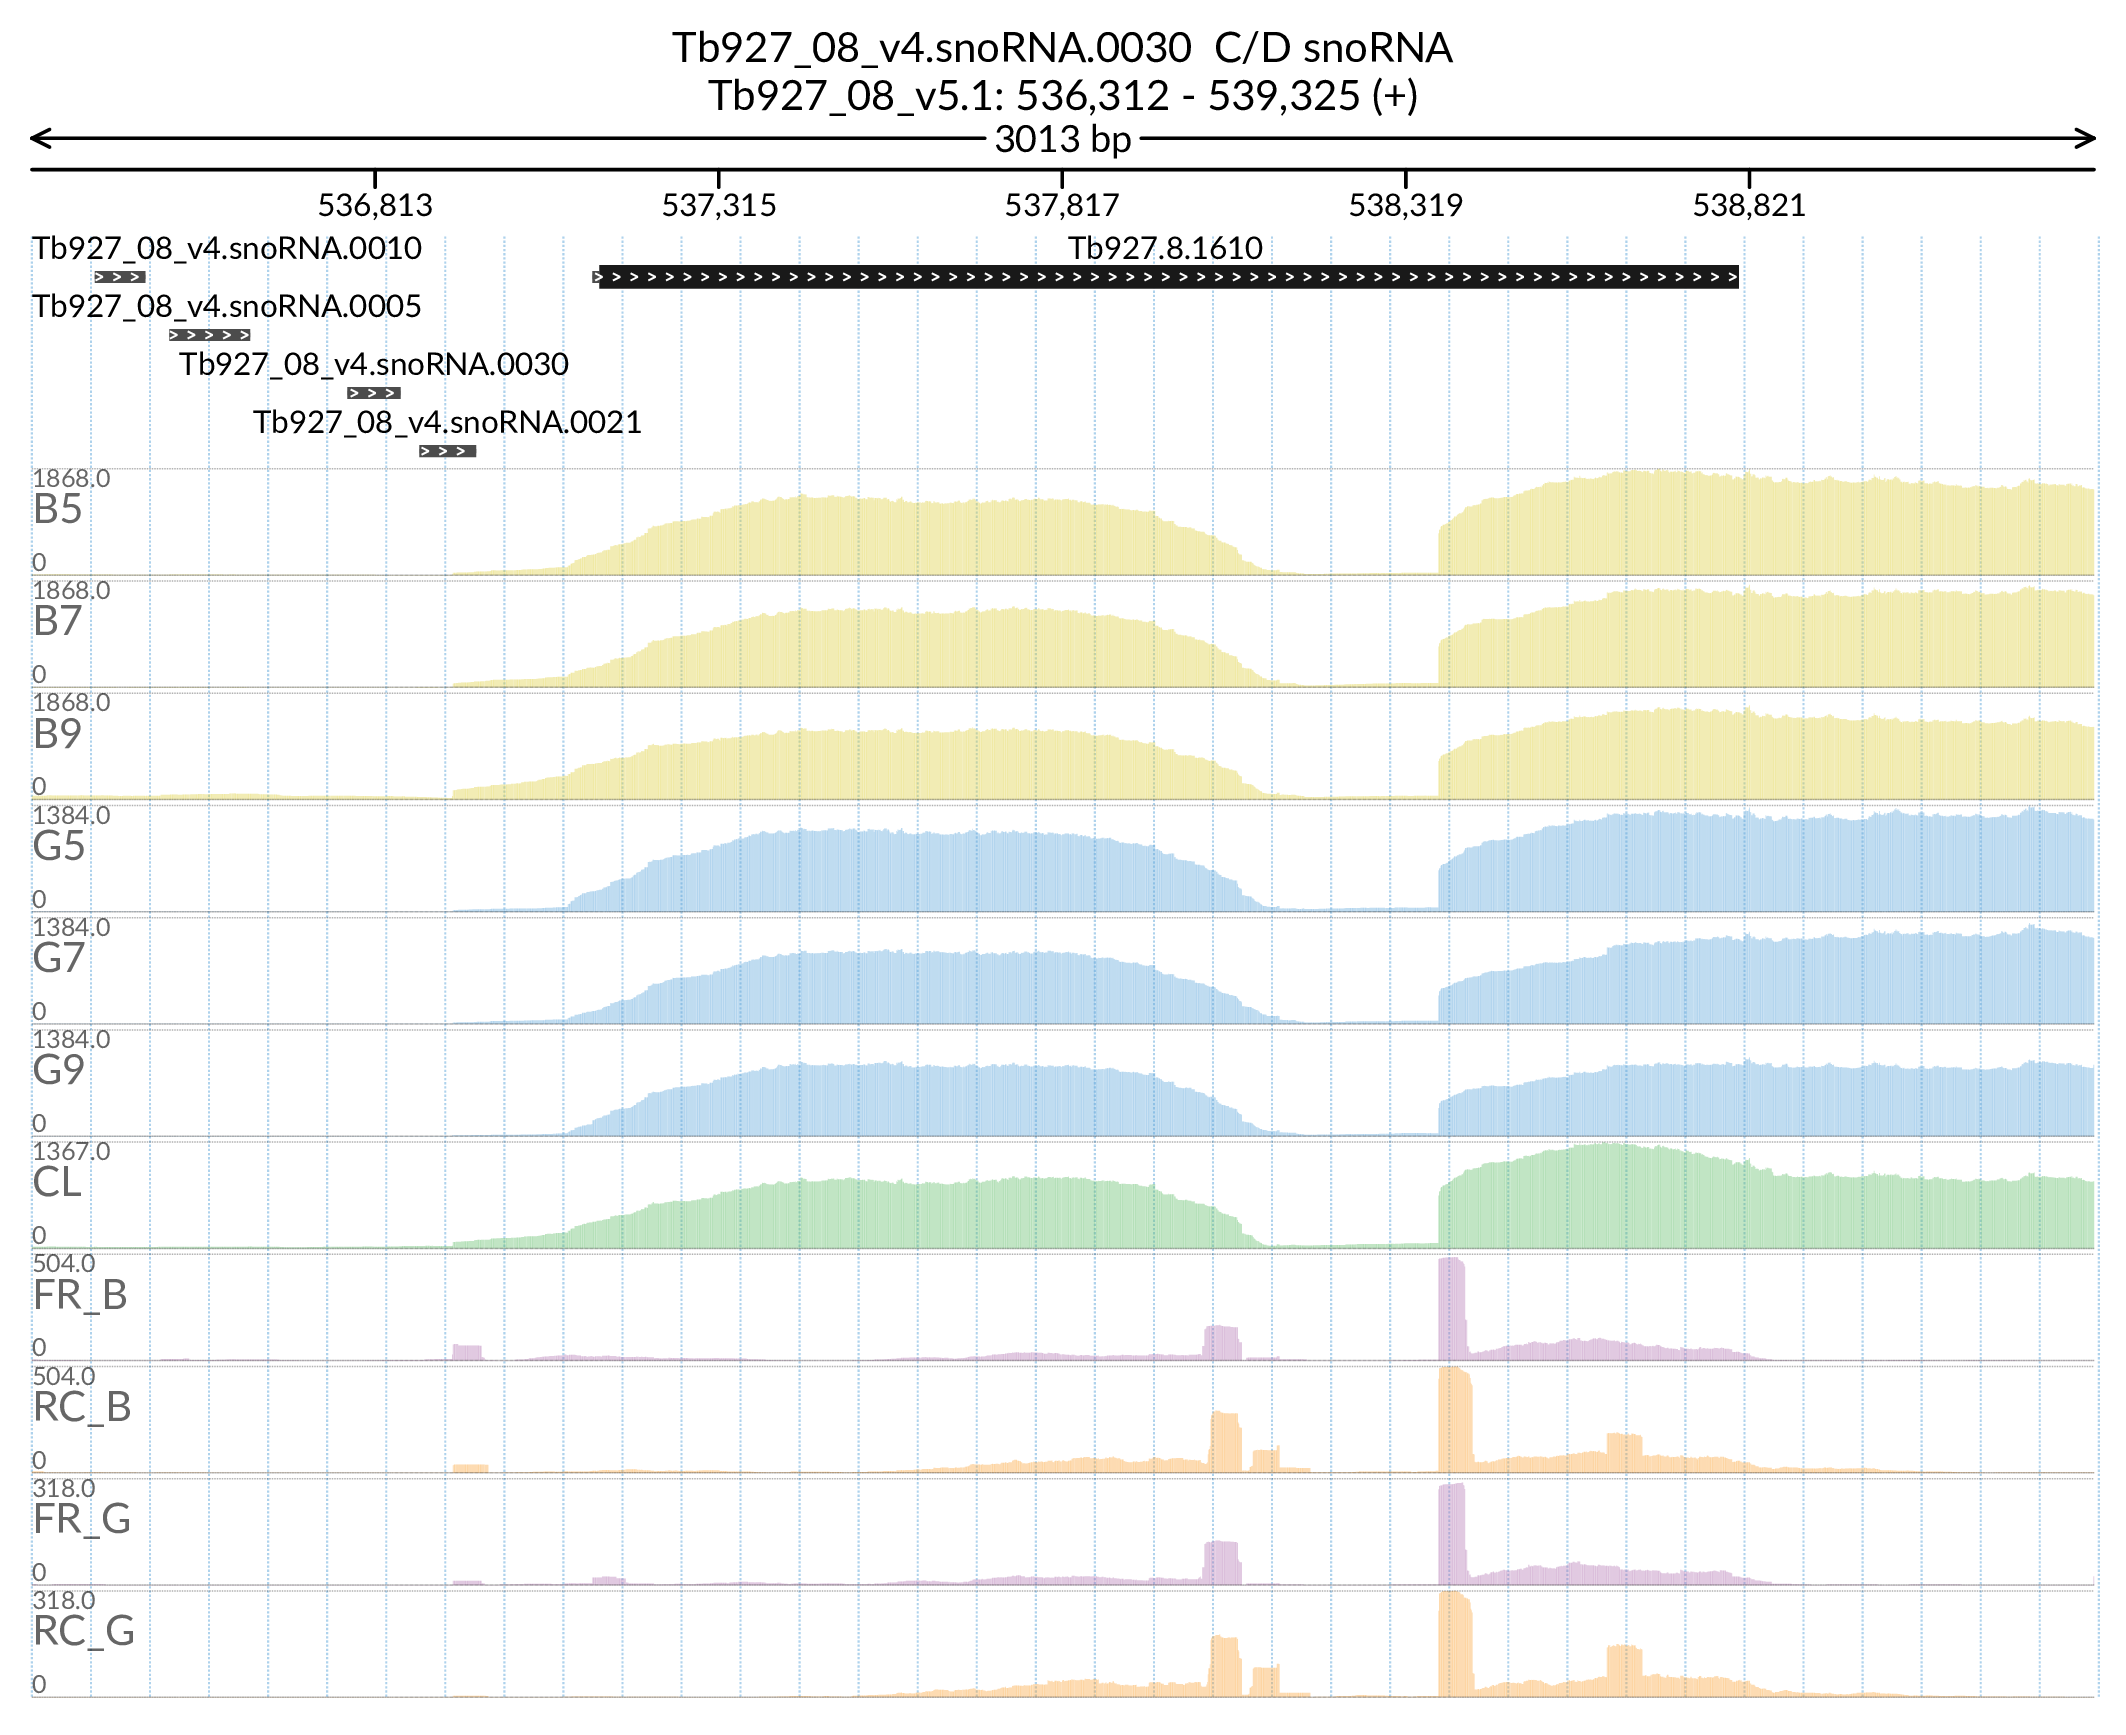 Tb927_08_v4.snoRNA.0030  C/D snoRNA
Tb927_08_v5.1: 536,312 - 539,325 (+)
3013 bp
536,813 537,315 537,817 538,319 538,821
Tb927_08_v4.snoRNA.0010 Tb927.8.1610
Tb927_08_v4.snoRNA.0005
Tb927_08_v4.snoRNA.0030
Tb927_08_v4.snoRNA.0021
1868.0
B5
0
1868.0
B7
0
1868.0
B9
0
1384.0
G5
0
1384.0
G7
0
1384.0
G9
0
1367.0
CL
0
504.0
FR_B
0
504.0
RC_B
0
318.0
FR_G
0
318.0
RC_G
0